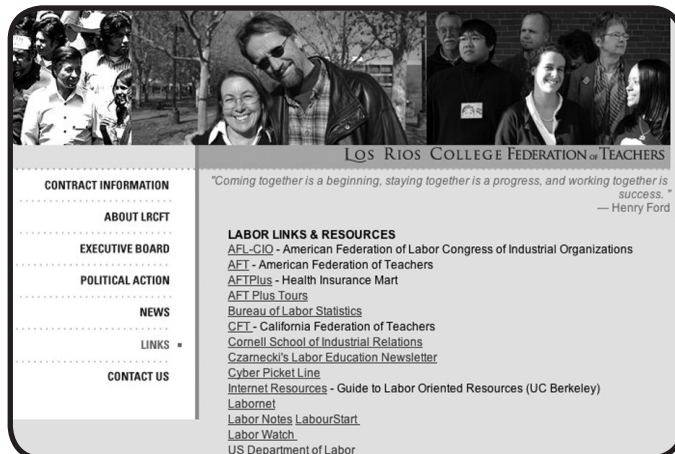 LOS RIOS COLLEGE FEDERATION OF TEACHERS
CONTRACT INFORMATION
ABOUT LRCFT
EXECUTIVE BOARD
POLITICAL ACTION
NEWS
LINKS
CONTACT US
"Coming together is a beginning, staying together is a progress, and working together is
success. "
— Henry Ford
LABOR LINKS & RESOURCES
AFL-CIO - American Federation of Labor Congress of Industrial Organizations
AFT - American Federation of Teachers
AFTPlus - Health Insurance Mart
AFT Plus Tours
Bureau of Labor Statistics
CFT - California Federation of Teachers
Cornell School of Industrial Relations
Czarnecki's Labor Education Newsletter
Cyber Picket Line
Internet Resources - Guide to Labor Oriented Resources (UC Berkeley)
Labornet
Labor Notes LabourStart
Labor Watch
US Department of Labor